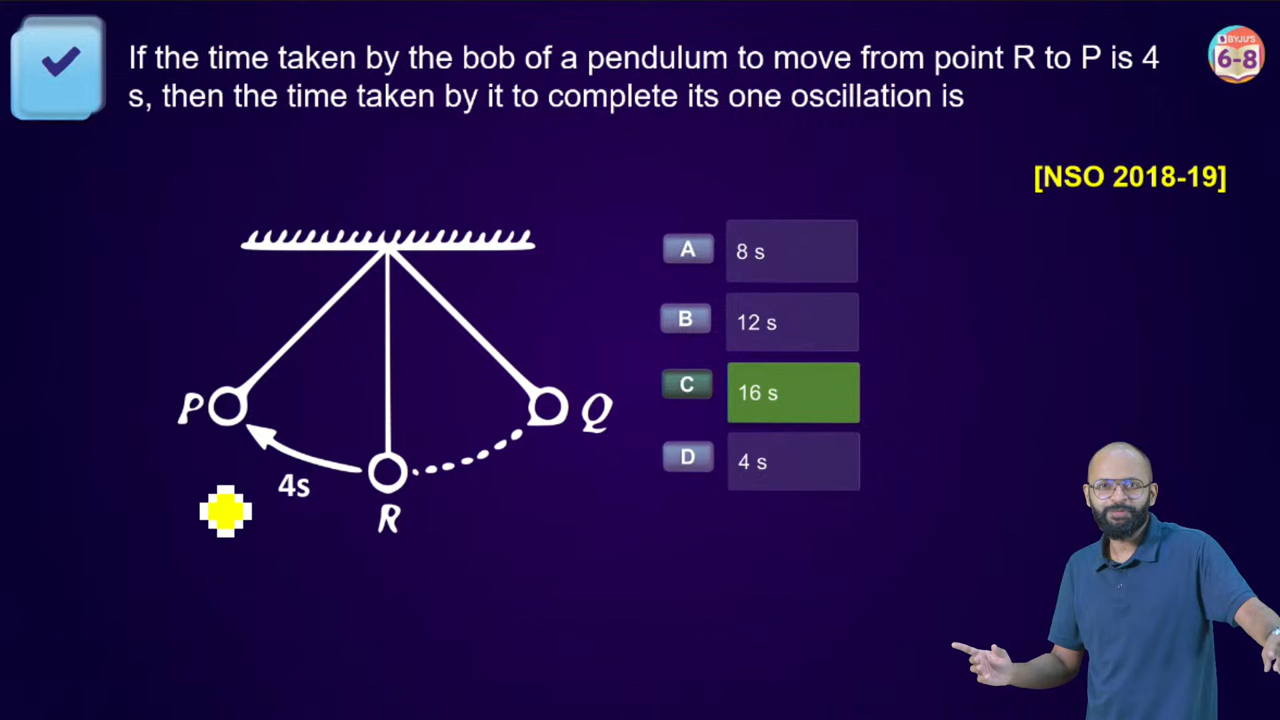 If the time taken by the bob of a pendulum to move from point R to P is 4
s, then the time taken by it to complete its one oscillation is
BYJU'S
6-8
[NSO 2018-19]
A
8 s
B
12 s
C
16 s
D
4 s
P
Q
4s
R